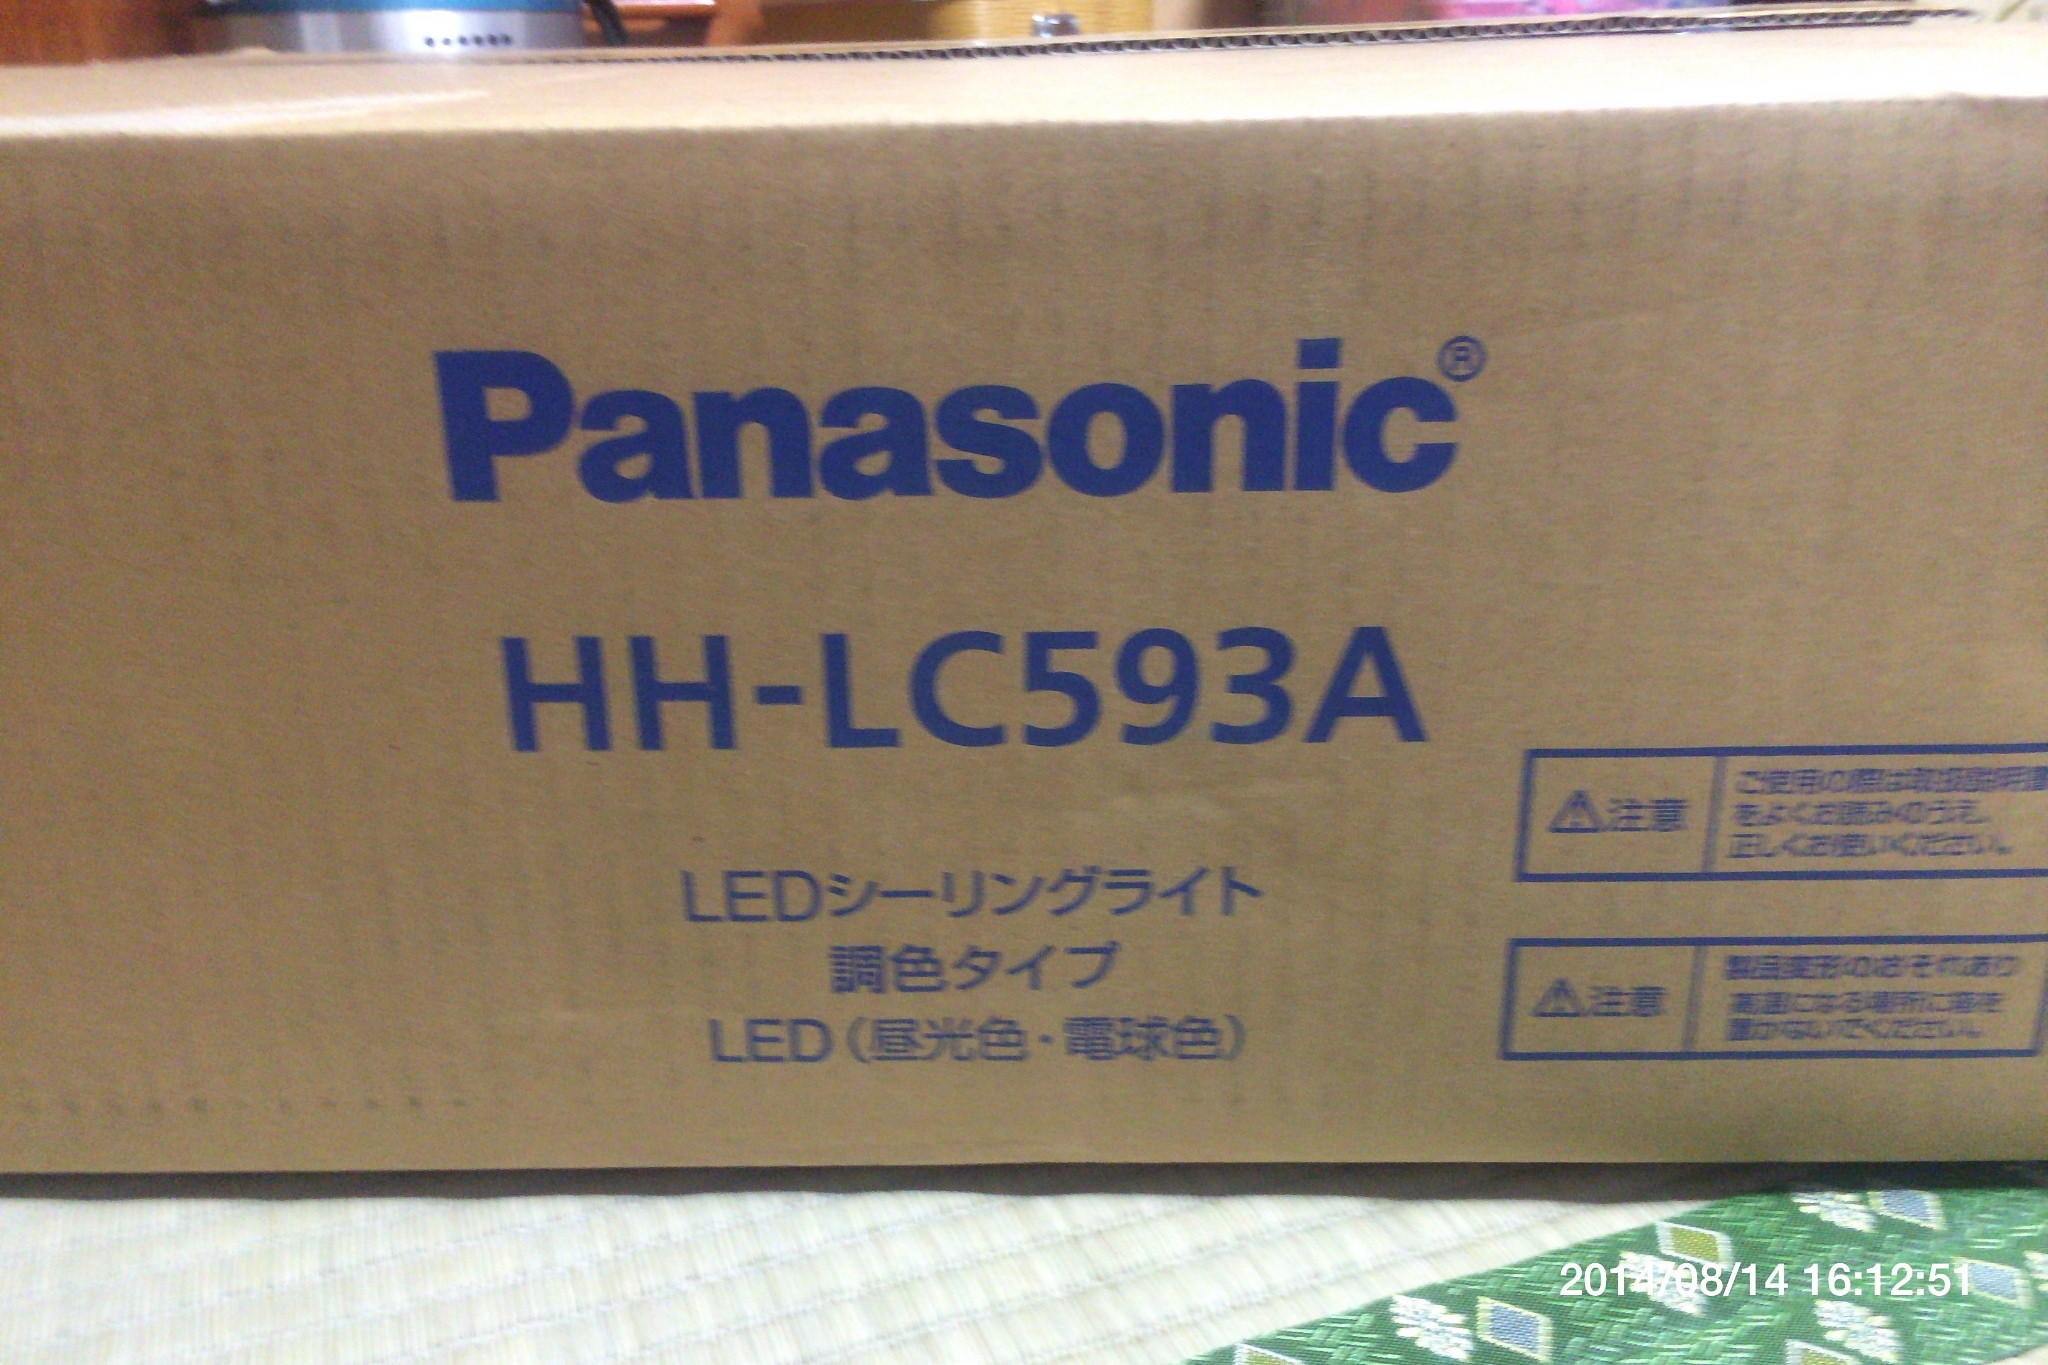 Panasonic®
HH-LC593A
LEDシーリングライト
調色タイプ
LED（昼光色・電球色）
⚠注意
ご使用の際は取扱説明書
をよくお読みのうえ、
正しくお使いください。
⚠注意
製品変形のおそれあり
高温になる場所に箱を
置かないでください。
2014/08/14 16:12:51